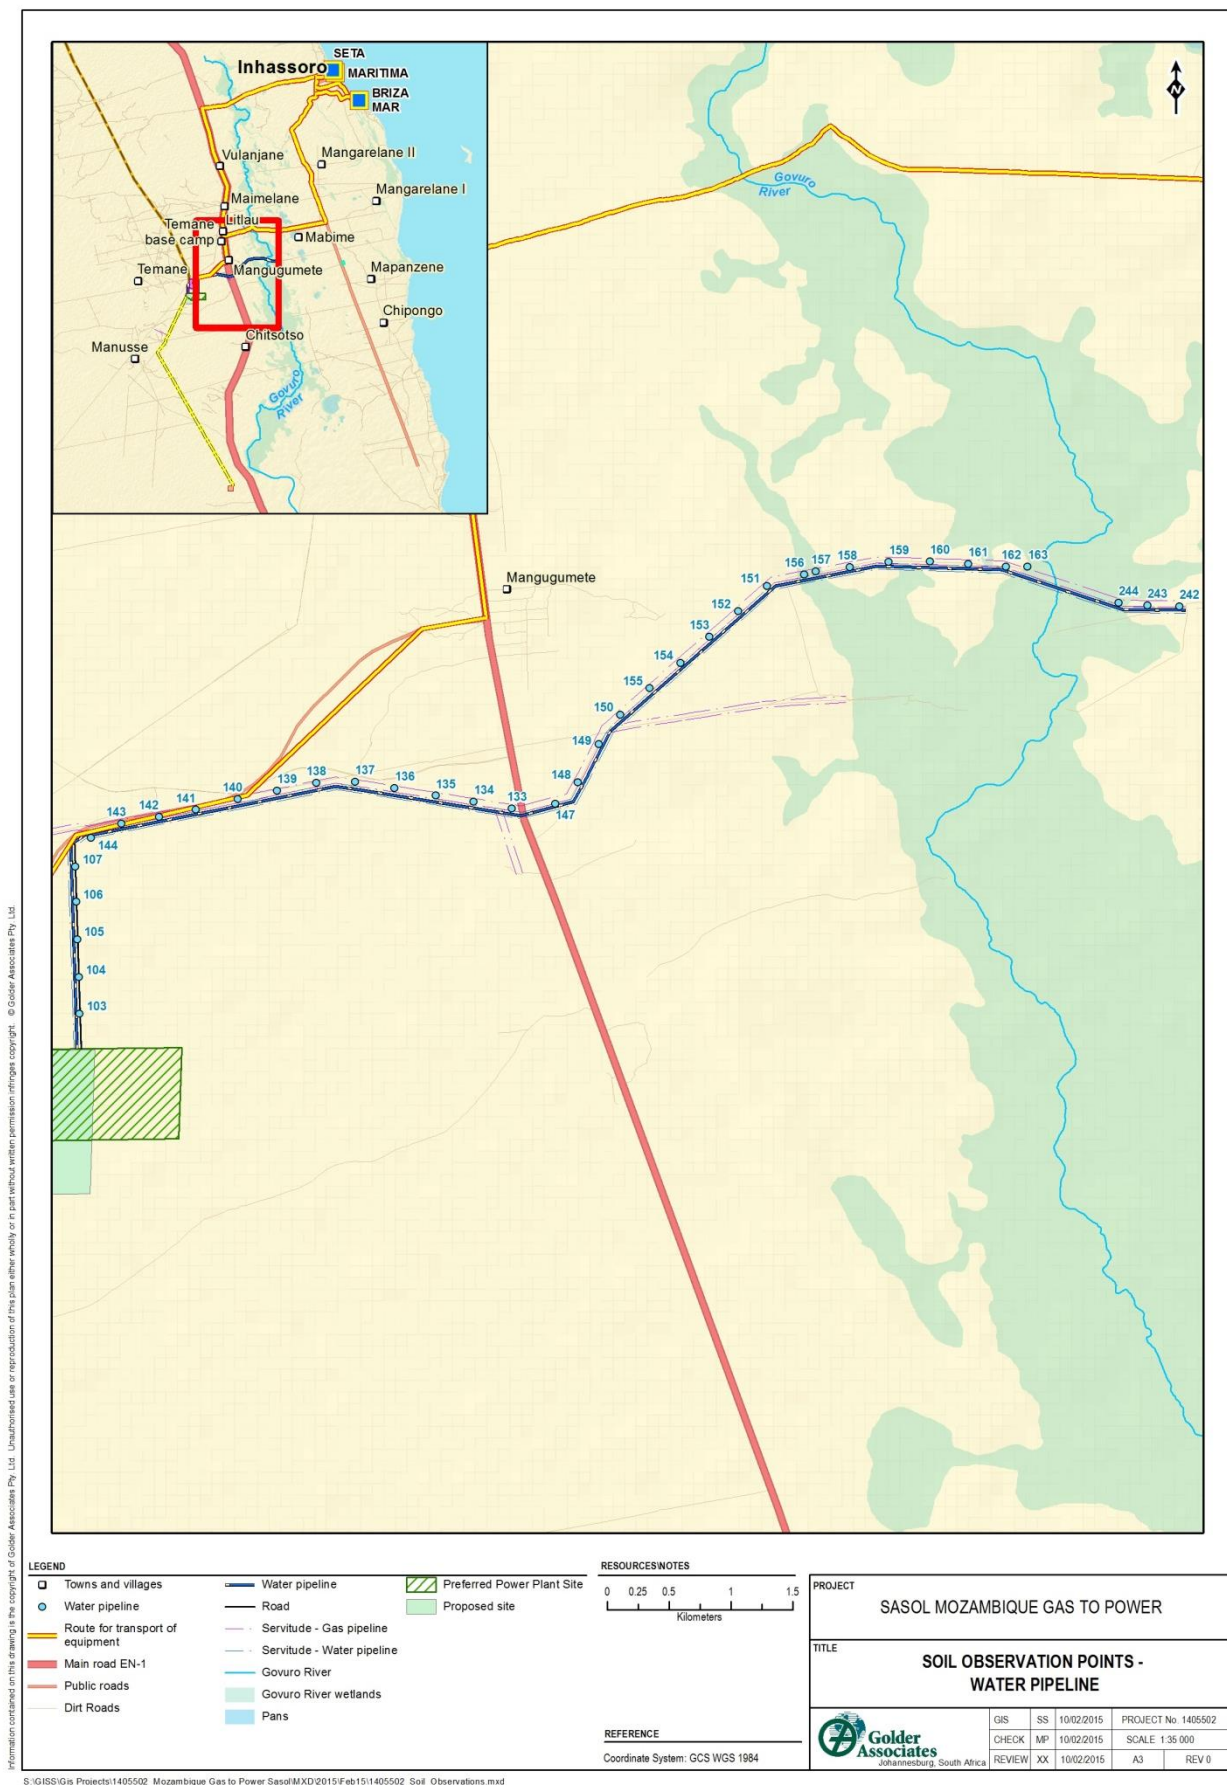 SETA
Inhassoro
MARITIMA
BRIZA
MAR
Vulanjane
Mangarelane II
Mangarelane I
Maimelane
Litlau
Temane
base camp
Mabime
Mangugumete
Temane
Mapanzene
Chipongo
Chitsotso
Manusse
Govuro
River
N
Govuro
River
Mangugumete
156
157
158
159
160
161
162
163
151
244
243
242
152
153
154
155
150
149
148
147
133
134
135
136
137
138
139
140
141
142
143
144
107
106
105
104
103
Information contained on this drawing is the copyright of Golder Associates Pty. Ltd. Unauthorised use or reproduction of this plan either wholly or in part without written permission infringes copyright. © Golder Associates Pty. Ltd.
LEGEND
Towns and villages
Water pipeline
Route for transport of
equipment
Main road EN-1
Public roads
Dirt Roads
Water pipeline
Road
Servitude - Gas pipeline
Servitude - Water pipeline
Govuro River
Govuro River wetlands
Pans
Preferred Power Plant Site
Proposed site
RESOURCES\NOTES
0 0.25 0.5 1 1.5
Kilometers
REFERENCE
Coordinate System: GCS WGS 1984
PROJECT
SASOL MOZAMBIQUE GAS TO POWER
TITLE
SOIL OBSERVATION POINTS -
WATER PIPELINE
Golder
Associates
Johannesburg, South Africa
GIS SS 10/02/2015 PROJECT No. 1405502
CHECK MP 10/02/2015 SCALE 1:35 000
REVIEW XX 10/02/2015 A3 REV 0
S:\GISS\Gis Projects\1405502_Mozambique Gas to Power Sasol\MXD\2015\Feb15\1405502_Soil_Observations.mxd